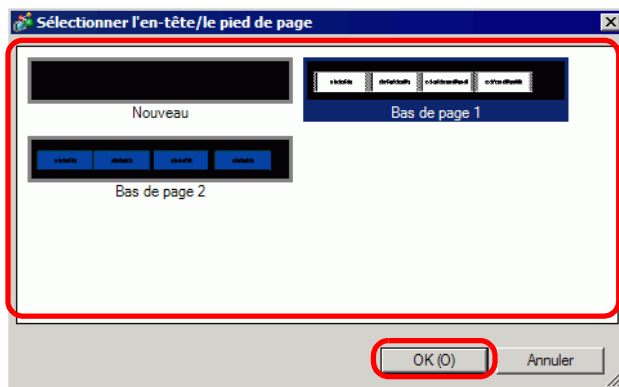 Sélectionner l'en-tête/le pied de page
Nouveau
Bas de page 1
Bas de page 2
OK (O)
Annuler